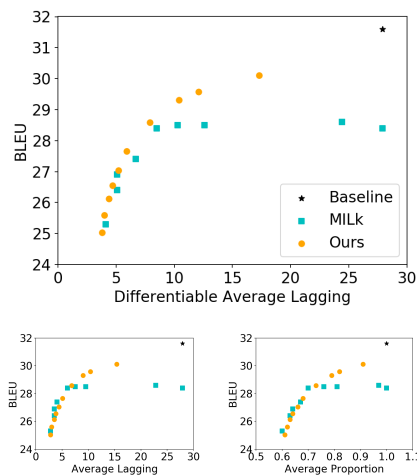 32
31
30
29
28
27
26
25
24
BLEU
0 5 10 15 20 25 30
Differentiable Average Lagging
Baseline
MILk
Ours
32
30
28
26
24
BLEU
0 5 10 15 20 25 30
Average Lagging
32
30
28
26
24
BLEU
0.5 0.6 0.7 0.8 0.9 1.0 1.1
Average Proportion